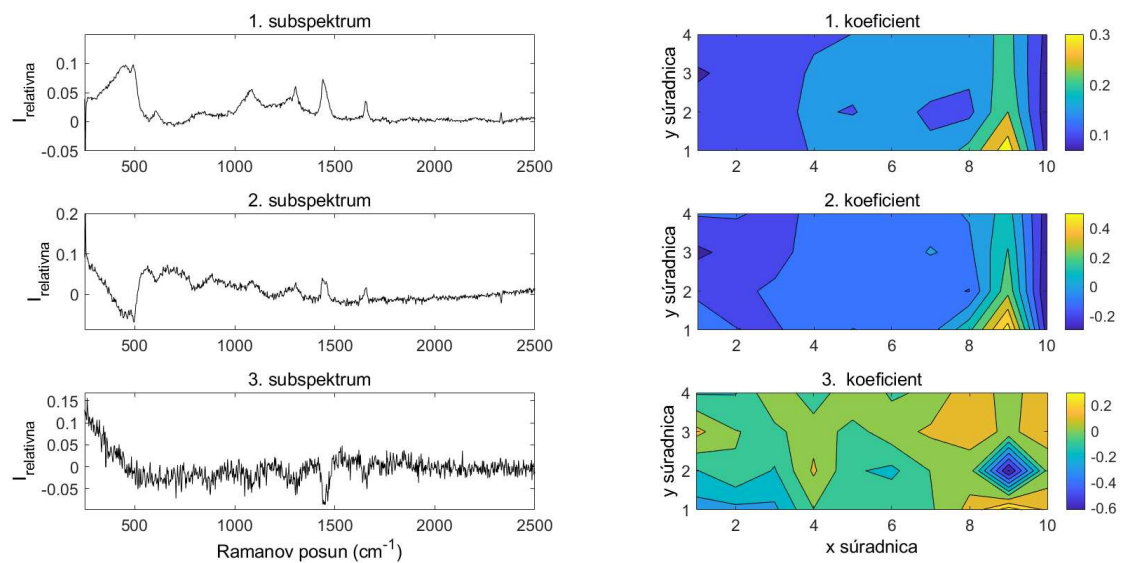 1. subspektrum
I_relativna
0.1
0.05
0
-0.05
500 1000 1500 2000 2500
1. koeficient
y súradnica
4
3
2
1
2 4 6 8 10
0.3
0.2
0.1
2. subspektrum
I_relativna
0.2
0.1
0
500 1000 1500 2000 2500
2. koeficient
y súradnica
4
3
2
1
2 4 6 8 10
0.4
0.2
0
-0.2
3. subspektrum
I_relativna
0.15
0.1
0.05
0
-0.05
500 1000 1500 2000 2500
Ramanov posun (cm⁻¹)
3. koeficient
y súradnica
4
3
2
1
2 4 6 8 10
x súradnica
0.2
0
-0.2
-0.4
-0.6